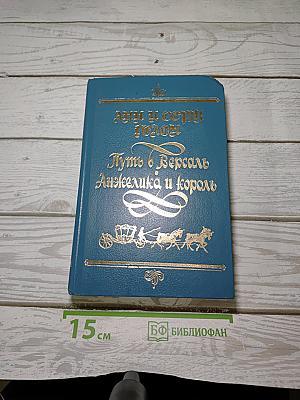 АНН И СЕРЖ
ГОЛОН
Путь в Версаль
Анжелика и король
15 см
БФ БИБЛИОФАН